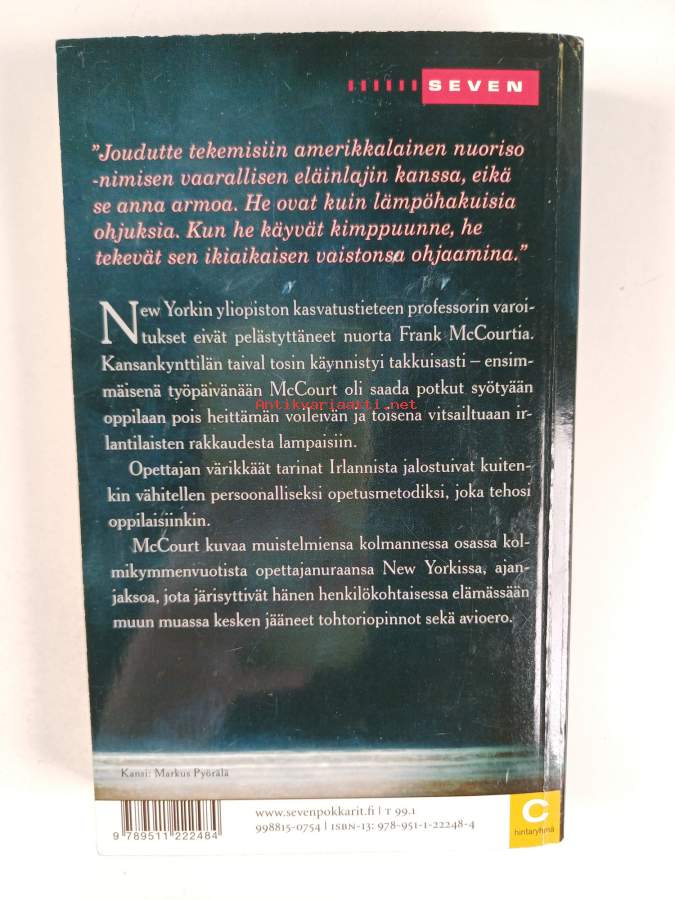 SEVEN
”Joudutte tekemisiin amerikkalainen nuoriso
-nimisen vaarallisen eläinlajin kanssa, eikä
se anna armoa. He ovat kuin lämpöhakuisia
ohjuksia. Kun he käyvät kimppuunne, he
tekevät sen ikiaikaisen vaistonsa ohjaamina.”
New Yorkin yliopiston kasvatustieteen professorin varoi-
tukset eivät pelästyttäneet nuorta Frank McCourtia.
Kansankynttilän taival tosin käynnistyi takkuisasti – ensim-
mäisenä työpäivänään McCourt oli saada potkut syötyään
Antikvariaatti.net
oppilaan pois heittämän voileivän ja toisena vitsailtuaan ir-
lantilaisten rakkaudesta lampaisiin.
Opettajan värikkäät tarinat Irlannista jalostuivat kuiten-
kin vähitellen persoonalliseksi opetusmetodiksi, joka tehosi
oppilaisiinkin.
McCourt kuvaa muistelmiensa kolmannessa osassa kol-
mikymmenvuotista opettajanuraansa New Yorkissa, ajan-
jaksoa, jota järisyttivät hänen henkilökohtaisessa elämässään
muun muassa kesken jääneet tohtoriopinnot sekä avioero.
Kansi: Markus Pyörälä
www.sevenpokkarit.fi | T 99.1
998815-0754 | ISBN-13: 978-951-1-22248-4
9 789511 222484
C
hintaryhmä